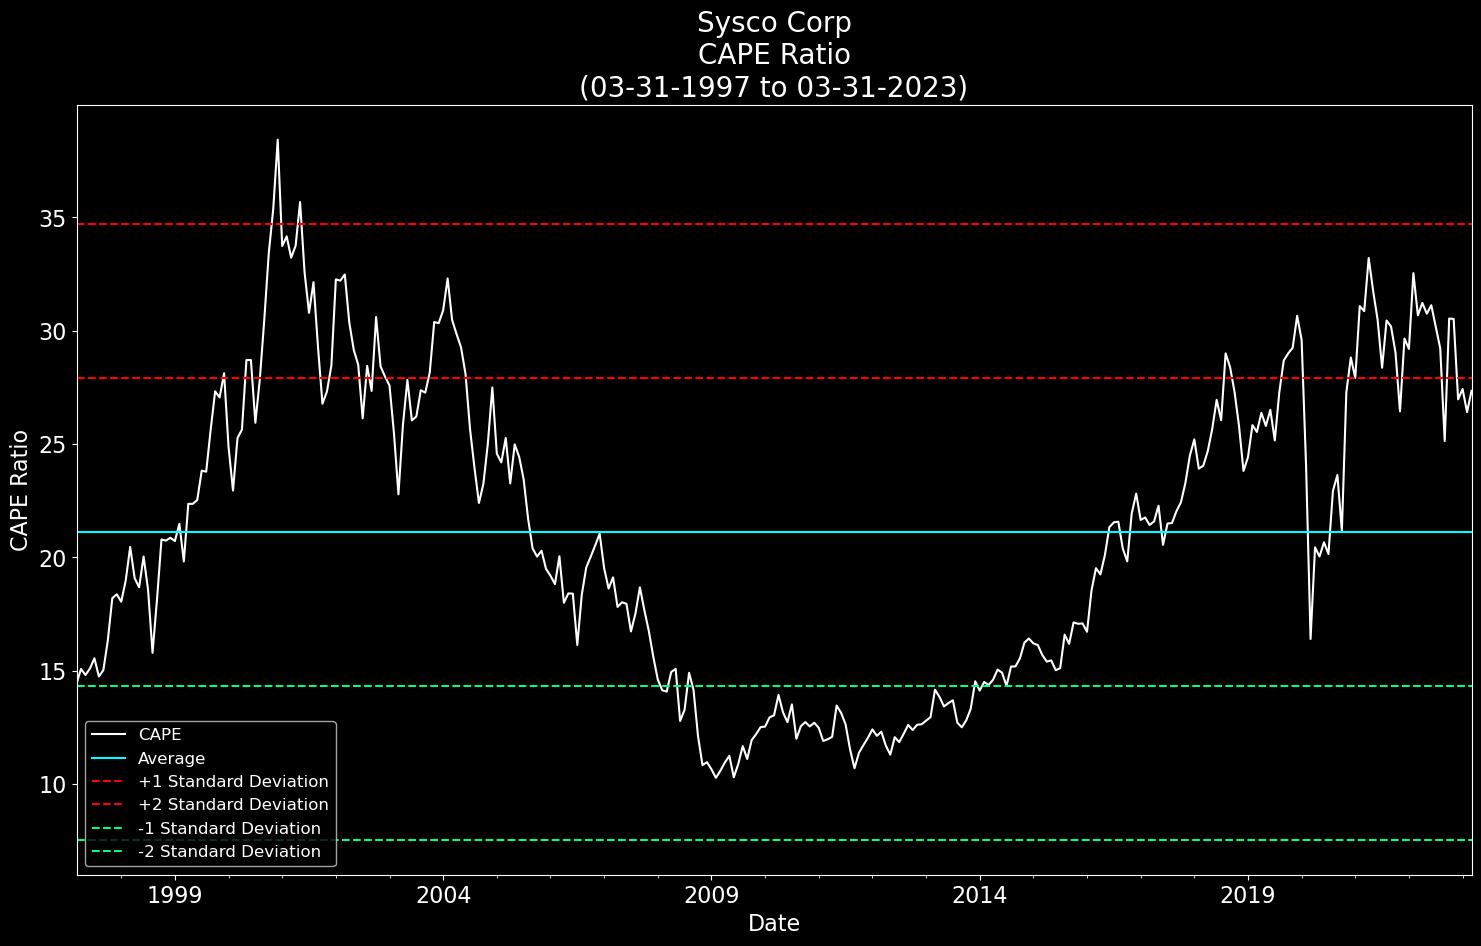 Sysco Corp
CAPE Ratio
(03-31-1997 to 03-31-2023)
CAPE Ratio
35
30
25
20
15
10
CAPE
Average
+1 Standard Deviation
+2 Standard Deviation
-1 Standard Deviation
-2 Standard Deviation
1999 2004 2009 2014 2019
Date